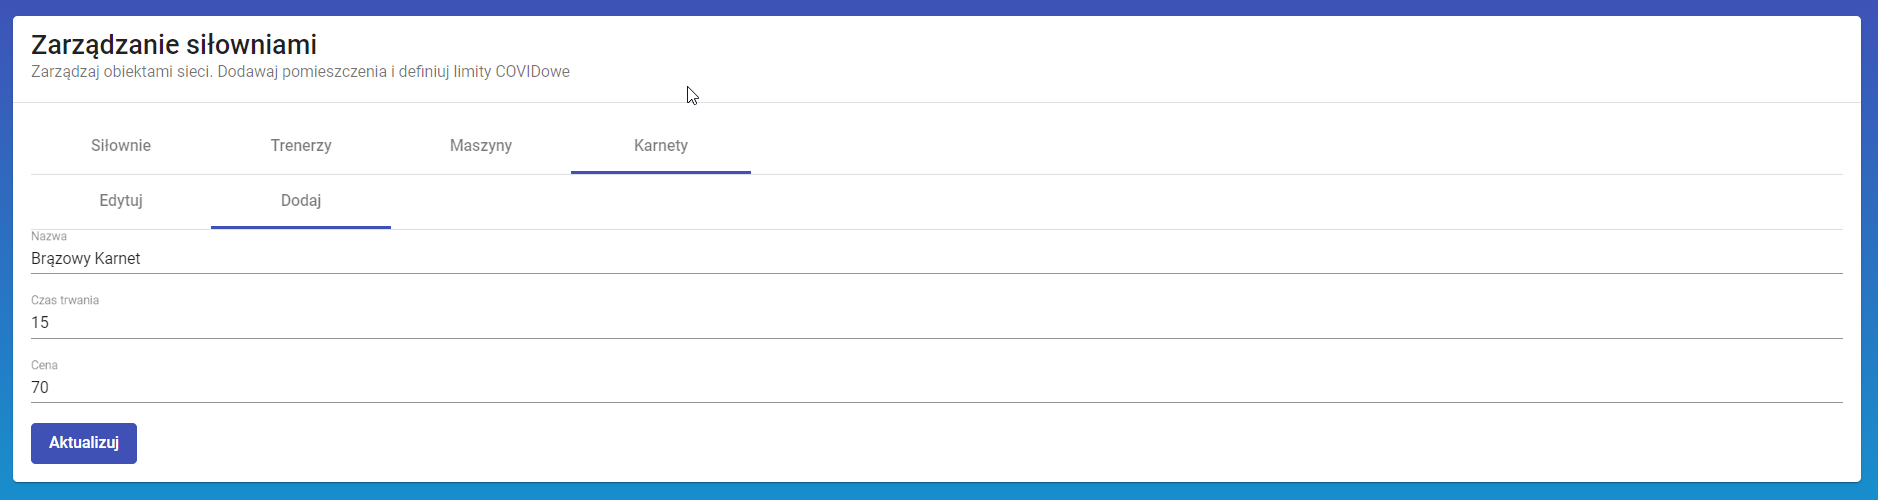 Zarządzanie siłowniami
Zarządzaj obiektami sieci. Dodawaj pomieszczenia i definiuj limity COVIDowe
Siłownie Trenerzy Maszyny Karnety
Edytuj Dodaj
Nazwa
Brązowy Karnet
Czas trwania
15
Cena
70
Aktualizuj